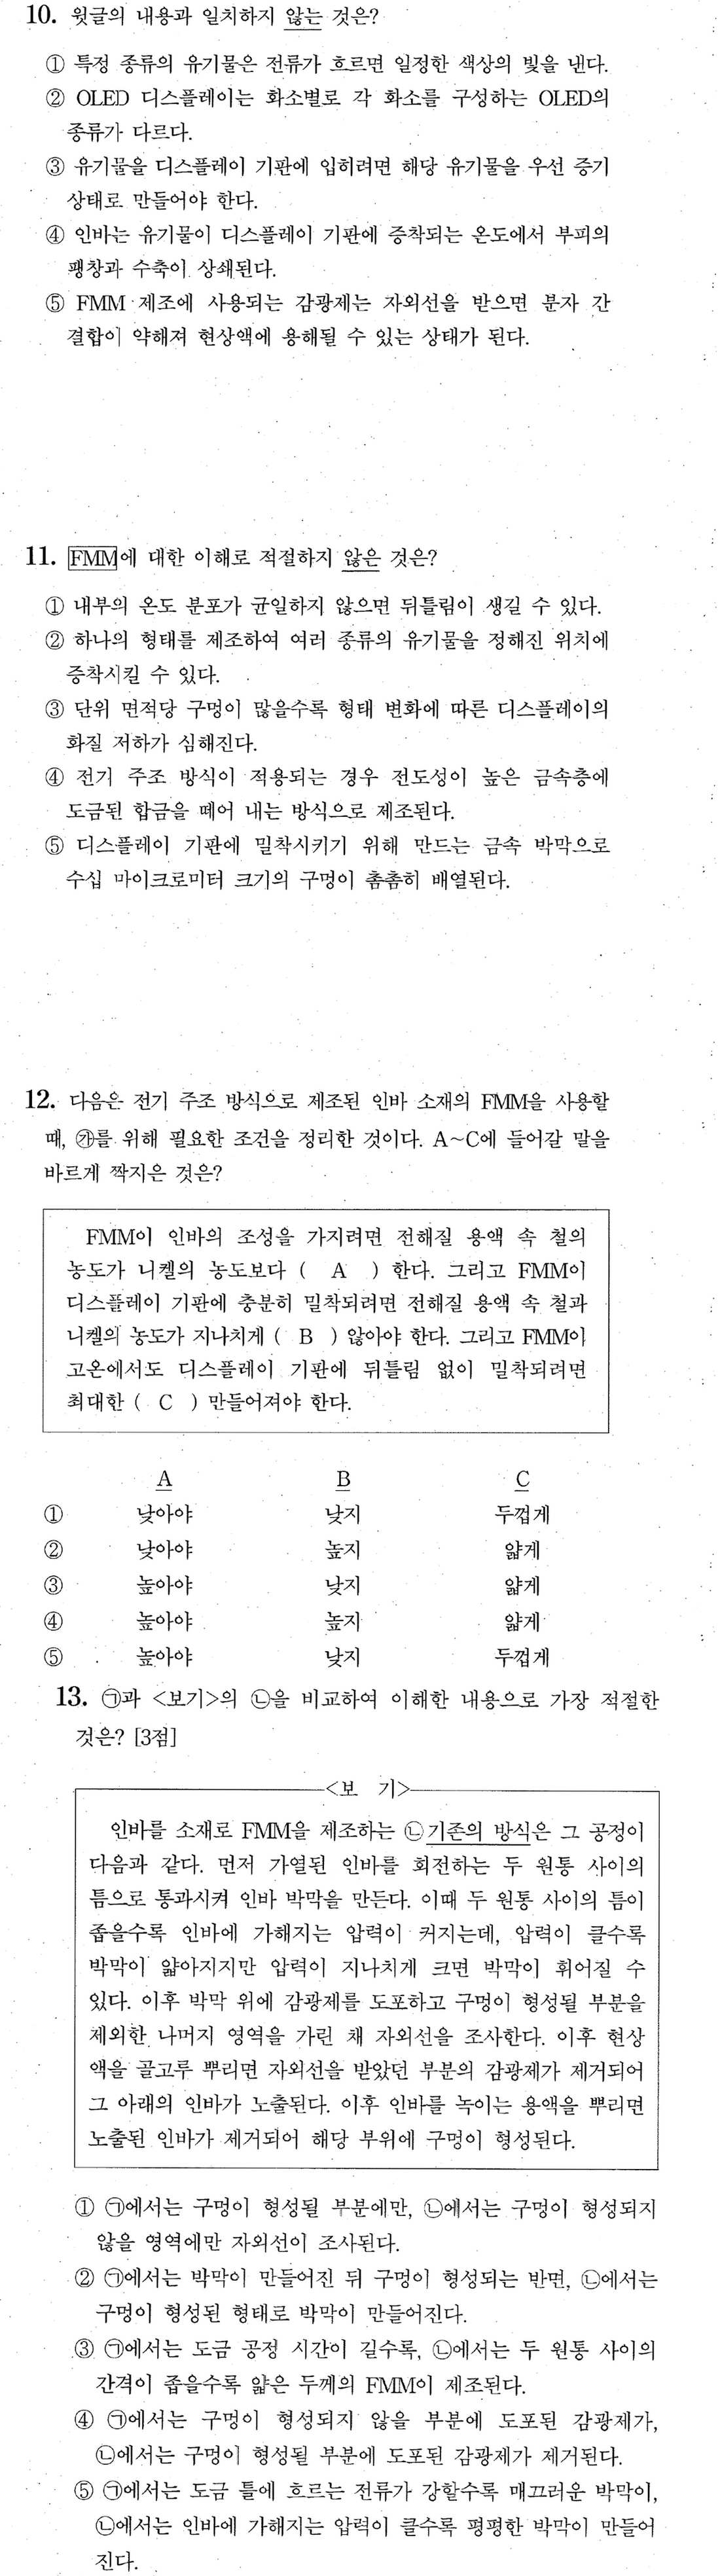 10. 윗글의 내용과 일치하지 않는 것은?
① 특정 종류의 유기물은 전류가 흐르면 일정한 색상의 빛을 낸다.
② OLED 디스플레이는 화소별로 각 화소를 구성하는 OLED의
종류가 다르다.
③ 유기물을 디스플레이 기판에 입히려면 해당 유기물을 우선 증기
상태로 만들어야 한다.
④ 인바는 유기물이 디스플레이 기판에 증착되는 온도에서 부피의
팽창과 수축이 상쇄된다.
⑤ FMM 제조에 사용되는 감광제는 자외선을 받으면 분자 간
결합이 약해져 현상액에 용해될 수 있는 상태가 된다.
11. FMM에 대한 이해로 적절하지 않은 것은?
① 내부의 온도 분포가 균일하지 않으면 뒤틀림이 생길 수 있다.
② 하나의 형태를 제조하여 여러 종류의 유기물을 정해진 위치에
증착시킬 수 있다.
③ 단위 면적당 구멍이 많을수록 형태 변화에 따른 디스플레이의
화질 저하가 심해진다.
④ 전기 주조 방식이 적용되는 경우 전도성이 높은 금속층에
도금된 합금을 떼어 내는 방식으로 제조된다.
⑤ 디스플레이 기판에 밀착시키기 위해 만드는 금속 박막으로
수십 마이크로미터 크기의 구멍이 촘촘히 배열된다.
12. 다음은 전기 주조 방식으로 제조된 인바 소재의 FMM을 사용할
때, ㉮를 위해 필요한 조건을 정리한 것이다. A~C에 들어갈 말을
바르게 짝지은 것은?
FMM이 인바의 조성을 가지려면 전해질 용액 속 철의
농도가 니켈의 농도보다 ( A ) 한다. 그리고 FMM이
디스플레이 기판에 충분히 밀착되려면 전해질 용액 속 철과
니켈의 농도가 지나치게 ( B ) 않아야 한다. 그리고 FMM이
고온에서도 디스플레이 기판에 뒤틀림 없이 밀착되려면
최대한 ( C ) 만들어져야 한다.
A B C
① 낮아야 낮지 두껍게
② 낮아야 높지 얇게
③ 높아야 낮지 얇게
④ 높아야 높지 얇게
⑤ 높아야 낮지 두껍게
13. ㉠과 <보기>의 ㉡을 비교하여 이해한 내용으로 가장 적절한
것은? [3점]
<보 기>
인바를 소재로 FMM을 제조하는 ㉡기존의 방식은 그 공정이
다음과 같다. 먼저 가열된 인바를 회전하는 두 원통 사이의
틈으로 통과시켜 인바 박막을 만든다. 이때 두 원통 사이의 틈이
좁을수록 인바에 가해지는 압력이 커지는데, 압력이 클수록
박막이 얇아지지만 압력이 지나치게 크면 박막이 휘어질 수
있다. 이후 박막 위에 감광제를 도포하고 구멍이 형성될 부분을
제외한 나머지 영역을 가린 채 자외선을 조사한다. 이후 현상
액을 골고루 뿌리면 자외선을 받았던 부분의 감광제가 제거되어
그 아래의 인바가 노출된다. 이후 인바를 녹이는 용액을 뿌리면
노출된 인바가 제거되어 해당 부위에 구멍이 형성된다.
① ㉠에서는 구멍이 형성될 부분에만, ㉡에서는 구멍이 형성되지
않을 영역에만 자외선이 조사된다.
② ㉠에서는 박막이 만들어진 뒤 구멍이 형성되는 반면, ㉡에서는
구멍이 형성된 형태로 박막이 만들어진다.
③ ㉠에서는 도금 공정 시간이 길수록, ㉡에서는 두 원통 사이의
간격이 좁을수록 얇은 두께의 FMM이 제조된다.
④ ㉠에서는 구멍이 형성되지 않을 부분에 도포된 감광제가,
㉡에서는 구멍이 형성될 부분에 도포된 감광제가 제거된다.
⑤ ㉠에서는 도금 틀에 흐르는 전류가 강할수록 매끄러운 박막이,
㉡에서는 인바에 가해지는 압력이 클수록 평평한 박막이 만들어
진다.